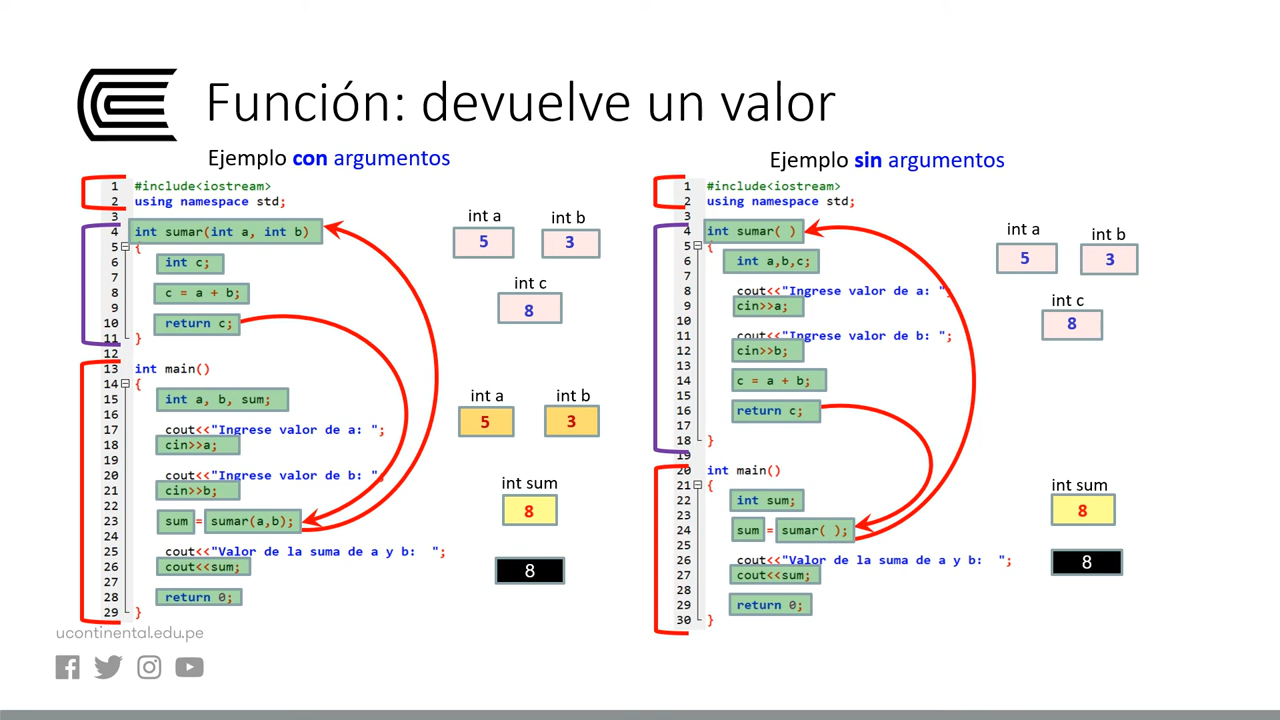 Función: devuelve un valor
Ejemplo con argumentos
1 #include<iostream>
2 using namespace std;
3
4 int sumar(int a, int b)
5 {
6 int c;
7
8 c = a + b;
9
10 return c;
11 }
12
13 int main()
14 {
15 int a, b, sum;
16
17 cout<<"Ingrese valor de a: ";
18 cin>>a;
19
20 cout<<"Ingrese valor de b: ";
21 cin>>b;
22
23 sum = sumar(a,b);
24
25 cout<<"Valor de la suma de a y b:  ";
26 cout<<sum;
27
28 return 0;
29 }
int a int b
5 3
int c
8
int a int b
5 3
int sum
8
8
Ejemplo sin argumentos
1 #include<iostream>
2 using namespace std;
3
4 int sumar( )
5 {
6 int a,b,c;
7
8 cout<<"Ingrese valor de a: ";
9 cin>>a;
10
11 cout<<"Ingrese valor de b: ";
12 cin>>b;
13
14 c = a + b;
15
16 return c;
17
18 }
19
20 int main()
21 {
22 int sum;
23
24 sum = sumar( );
25
26 cout<<"Valor de la suma de a y b:  ";
27 cout<<sum;
28
29 return 0;
30 }
int a int b
5 3
int c
8
int sum
8
8
ucontinental.edu.pe